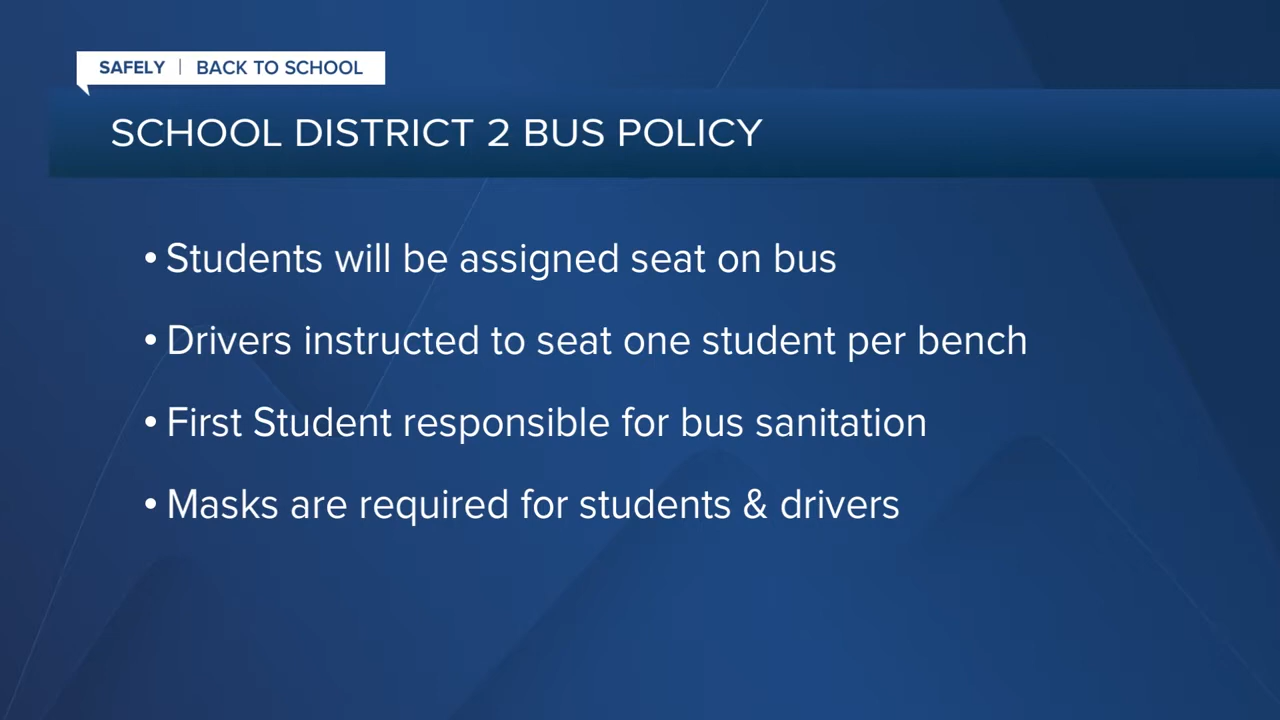 SAFELY | BACK TO SCHOOL
SCHOOL DISTRICT 2 BUS POLICY
• Students will be assigned seat on bus
• Drivers instructed to seat one student per bench
• First Student responsible for bus sanitation
• Masks are required for students & drivers